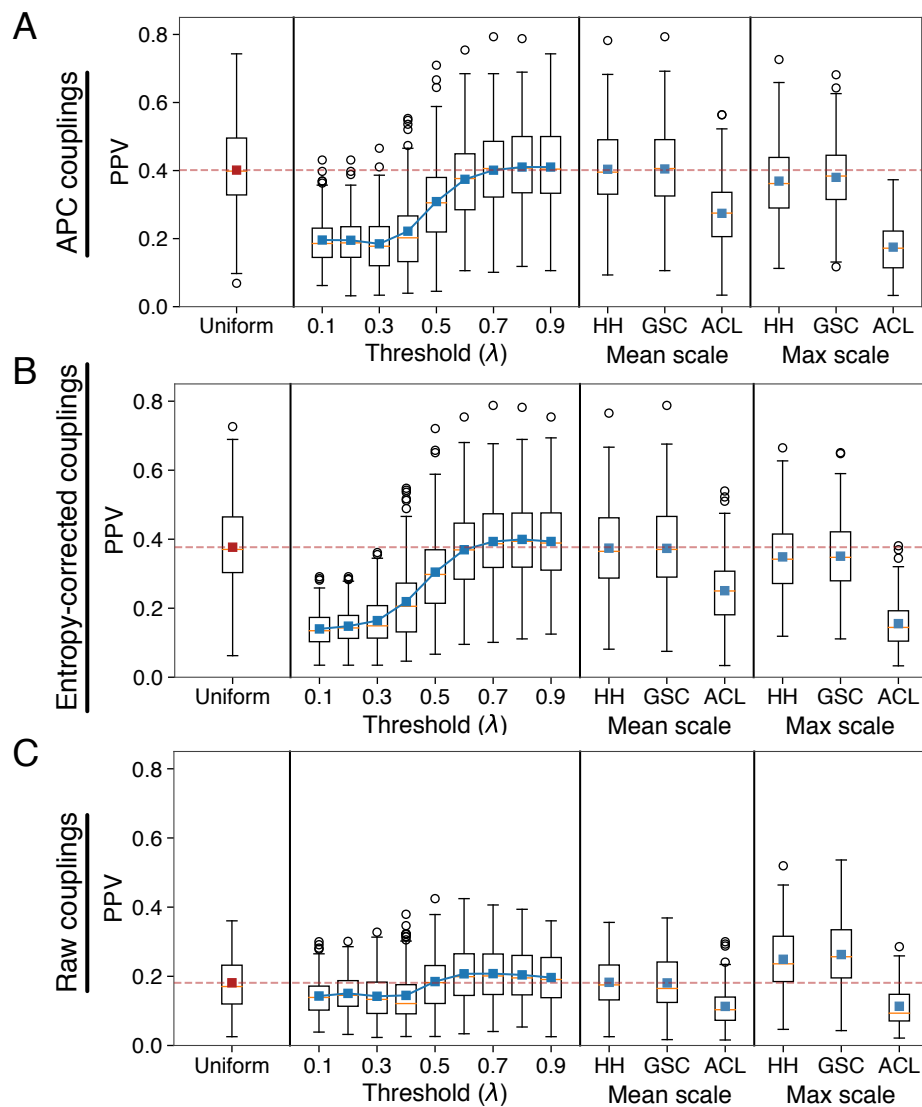 A
APC couplings
PPV
0.8
0.6
0.4
0.2
0.0
Uniform
0.1 0.3 0.5 0.7 0.9
Threshold (λ)
HH GSC ACL
Mean scale
HH GSC ACL
Max scale
B
Entropy-corrected couplings
PPV
0.8
0.6
0.4
0.2
0.0
Uniform
0.1 0.3 0.5 0.7 0.9
Threshold (λ)
HH GSC ACL
Mean scale
HH GSC ACL
Max scale
C
Raw couplings
PPV
0.8
0.6
0.4
0.2
0.0
Uniform
0.1 0.3 0.5 0.7 0.9
Threshold (λ)
HH GSC ACL
Mean scale
HH GSC ACL
Max scale